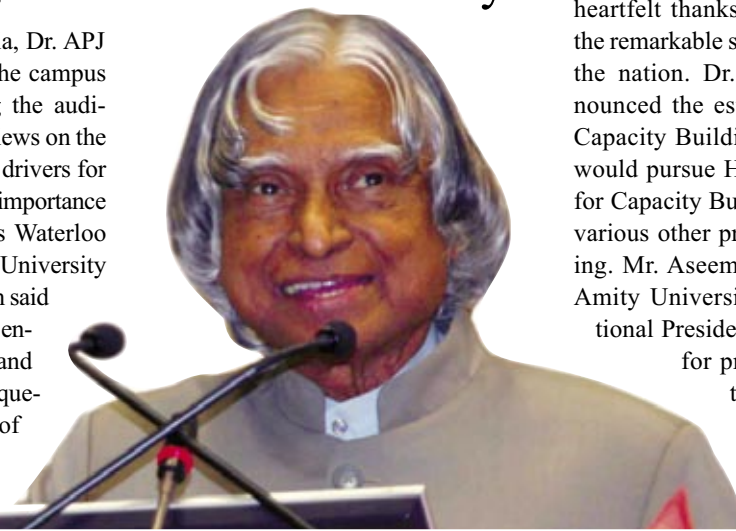 a, Dr. APJ
he campus
g the audi-
iews on the
drivers for
importance
s Waterloo
University
n said
en-
and
que-
of
heartfelt thanks
the remarkable s
the nation. Dr.
nounced the es
Capacity Buildi
would pursue H
for Capacity Bu
various other pr
ing. Mr. Aseem
Amity Universi
tional Preside
for pr
t